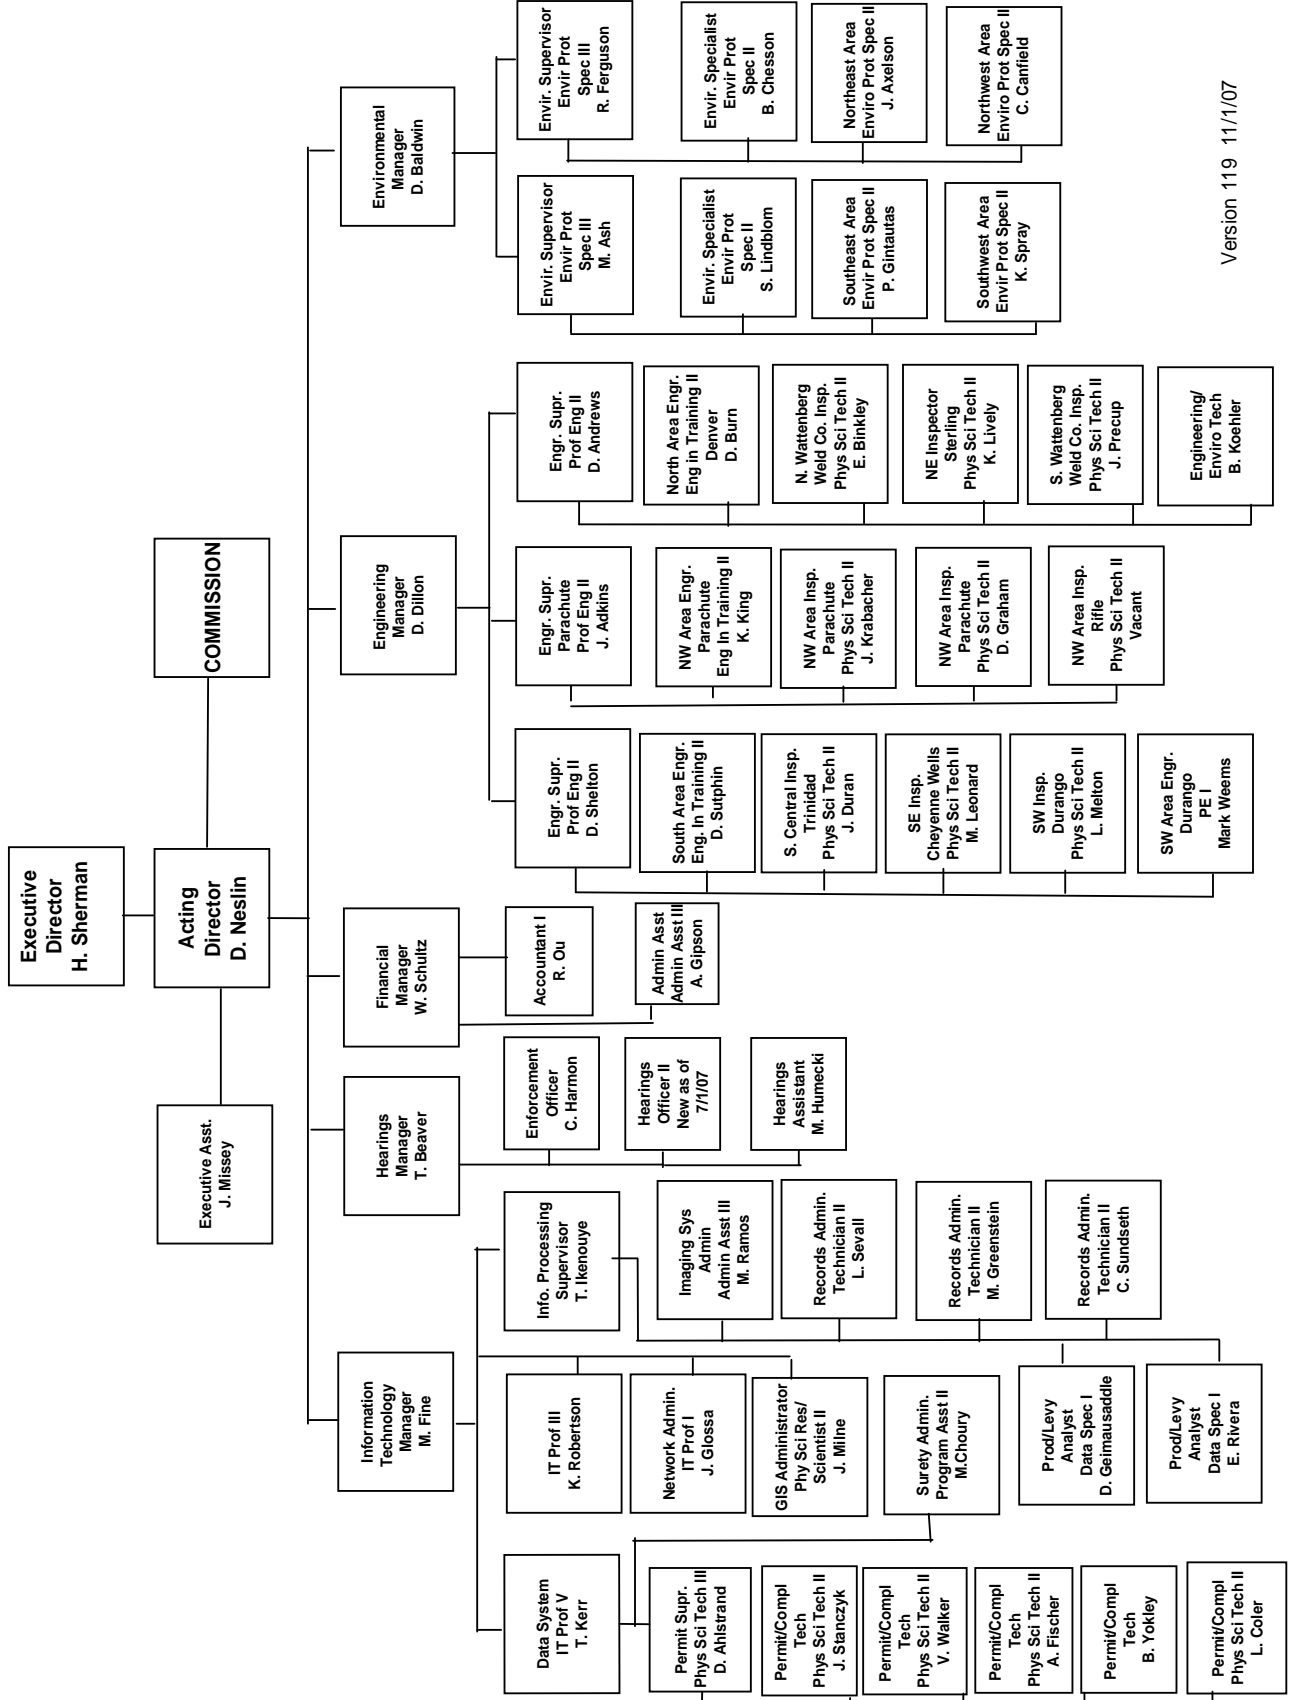 Executive
Director
H. Sherman
Acting
Director
D. Neslin
COMMISSION
Executive Asst.
J. Missey
Information
Technology
Manager
M. Fine
Hearings
Manager
T. Beaver
Financial
Manager
W. Schultz
Engineering
Manager
D. Dillon
Environmental
Manager
D. Baldwin
Data System
IT Prof V
T. Kerr
Permit Supr.
Phys Sci Tech III
D. Ahlstrand
Permit/Compl
Tech
Phys Sci Tech II
J. Stanczyk
Permit/Compl
Tech
Phys Sci Tech II
V. Walker
Permit/Compl
Tech
Phys Sci Tech II
A. Fischer
Permit/Compl
Tech
B. Yokley
Permit/Compl
Phys Sci Tech II
L. Coler
IT Prof III
K. Robertson
Network Admin.
IT Prof I
J. Glossa
GIS Administrator
Phy Sci Res/
Scientist II
J. Milne
Surety Admin.
Program Asst II
M.Choury
Prod/Levy
Analyst
Data Spec I
D. Geimausaddle
Prod/Levy
Analyst
Data Spec I
E. Rivera
Info. Processing
Supervisor
T. Ikenouye
Imaging Sys
Admin
Admin Asst III
M. Ramos
Records Admin.
Technician II
L. Sevall
Records Admin.
Technician II
M. Greenstein
Records Admin.
Technician II
C. Sundseth
Enforcement
Officer
C. Harmon
Hearings
Officer II
New as of
7/1/07
Hearings
Assistant
M. Humecki
Accountant I
R. Ou
Admin Asst
Admin Asst III
A. Gipson
Engr. Supr.
Prof Eng II
D. Shelton
South Area Engr.
Eng. In Training II
D. Sutphin
S. Central Insp.
Trinidad
Phys Sci Tech II
J. Duran
SE Insp.
Cheyenne Wells
Phys Sci Tech II
M. Leonard
SW Insp.
Durango
Phys Sci Tech II
L. Melton
SW Area Engr.
Durango
PE I
Mark Weems
Engr. Supr.
Parachute
Prof Eng II
J. Adkins
NW Area Engr.
Parachute
Eng In Training II
K. King
NW Area Insp.
Parachute
Phys Sci Tech II
J. Krabacher
NW Area Insp.
Parachute
Phys Sci Tech II
D. Graham
NW Area Insp.
Rifle
Phys Sci Tech II
Vacant
Engr. Supr.
Prof Eng II
D. Andrews
North Area Engr.
Eng in Training II
Denver
D. Burn
N. Wattenberg
Weld Co. Insp.
Phys Sci Tech II
E. Binkley
NE Inspector
Sterling
Phys Sci Tech II
K. Lively
S. Wattenberg
Weld Co. Insp.
Phys Sci Tech II
J. Precup
Engineering/
Enviro Tech
B. Koehler
Envir. Supervisor
Envir Prot
Spec III
M. Ash
Envir. Specialist
Envir Prot
Spec II
S. Lindblom
Southeast Area
Envir Prot Spec II
P. Gintautas
Southwest Area
Envir Prot Spec II
K. Spray
Envir. Supervisor
Envir Prot
Spec III
R. Ferguson
Envir. Specialist
Envir Prot
Spec II
B. Chesson
Northeast Area
Enviro Prot Spec II
J. Axelson
Northwest Area
Enviro Prot Spec II
C. Canfield
Version 119 11/1/07